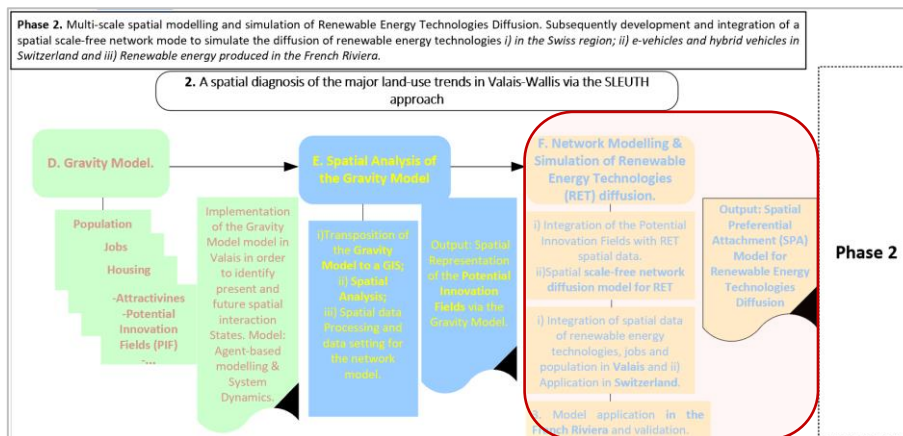 Phase 2. Multi-scale spatial modelling and simulation of Renewable Energy Technologies Diffusion. Subsequently development and integration of a
spatial scale-free network mode to simulate the diffusion of renewable energy technologies i) in the Swiss region; ii) e-vehicles and hybrid vehicles in
Switzerland and iii) Renewable energy produced in the French Riviera.
2. A spatial diagnosis of the major land-use trends in Valais-Wallis via the SLEUTH
approach
D. Gravity Model.
E. Spatial Analysis of
the Gravity Model
F. Network Modelling &
Simulation of Renewable
Energy Technologies
(RET) diffusion.
Population
Jobs
Housing
-Attractivines
-Potential
Innovation
Fields (PIF)
-...
Implementation
of the Gravity
Model model in
Valais in order
to identify
present and
future spatial
interaction
States. Model:
Agent-based
modelling &
System
Dynamics.
i)Transposition of
the Gravity
Model to a GIS;
ii) Spatial
Analysis;
iii) Spatial data
Processing and
data setting for
the network
model.
Output: Spatial
Representation
of the Potential
Innovation
Fields via the
Gravity Model.
i) Integration of the Potential
Innovation Fields with RET
spatial data.
ii)Spatial scale-free network
diffusion model for RET
i) Integration of spatial data
of renewable energy
technologies, jobs and
population in Valais and ii)
Application in Switzerland.
3. Model application in the
French Riviera and validation.
Output: Spatial
Preferential
Attachment (SPA)
Model for
Renewable Energy
Technologies
Diffusion
Phase 2